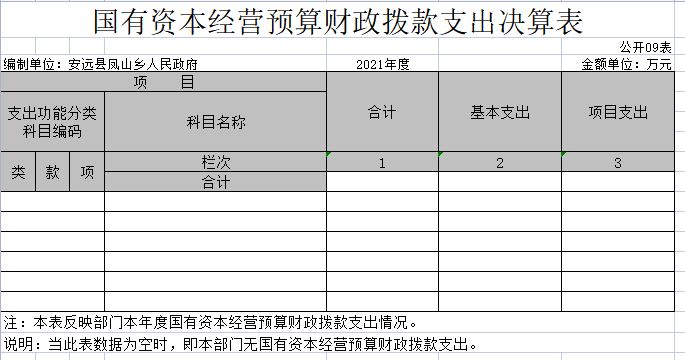 国有资本经营预算财政拨款支出决算表
公开09表
编制单位：安远县凤山乡人民政府 2021年度 金额单位：万元
项 目
支出功能分类
科目编码
科目名称
合计
基本支出
项目支出
类 款 项
栏次 1 2 3
合计
注：本表反映部门本年度国有资本经营预算财政拨款支出情况。
说明：当此表数据为空时，即本部门无国有资本经营预算财政拨款支出。